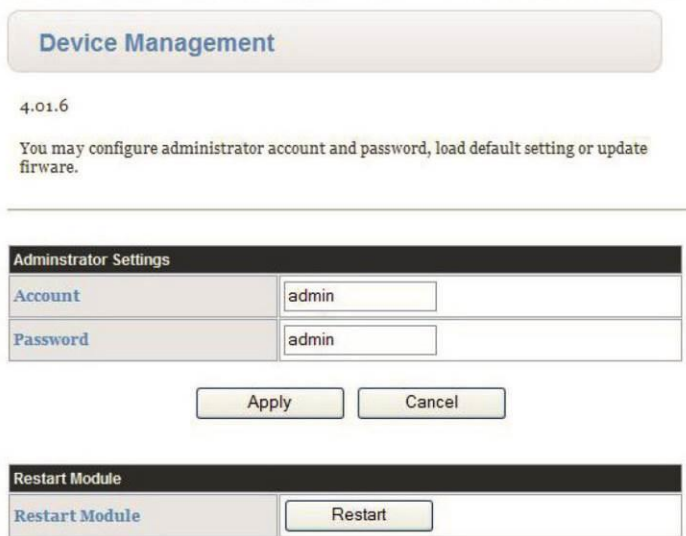 Device Management
4.01.6
You may configure administrator account and password, load default setting or update
firware.
Adminstrator Settings
Account admin
Password admin
Apply Cancel
Restart Module
Restart Module Restart